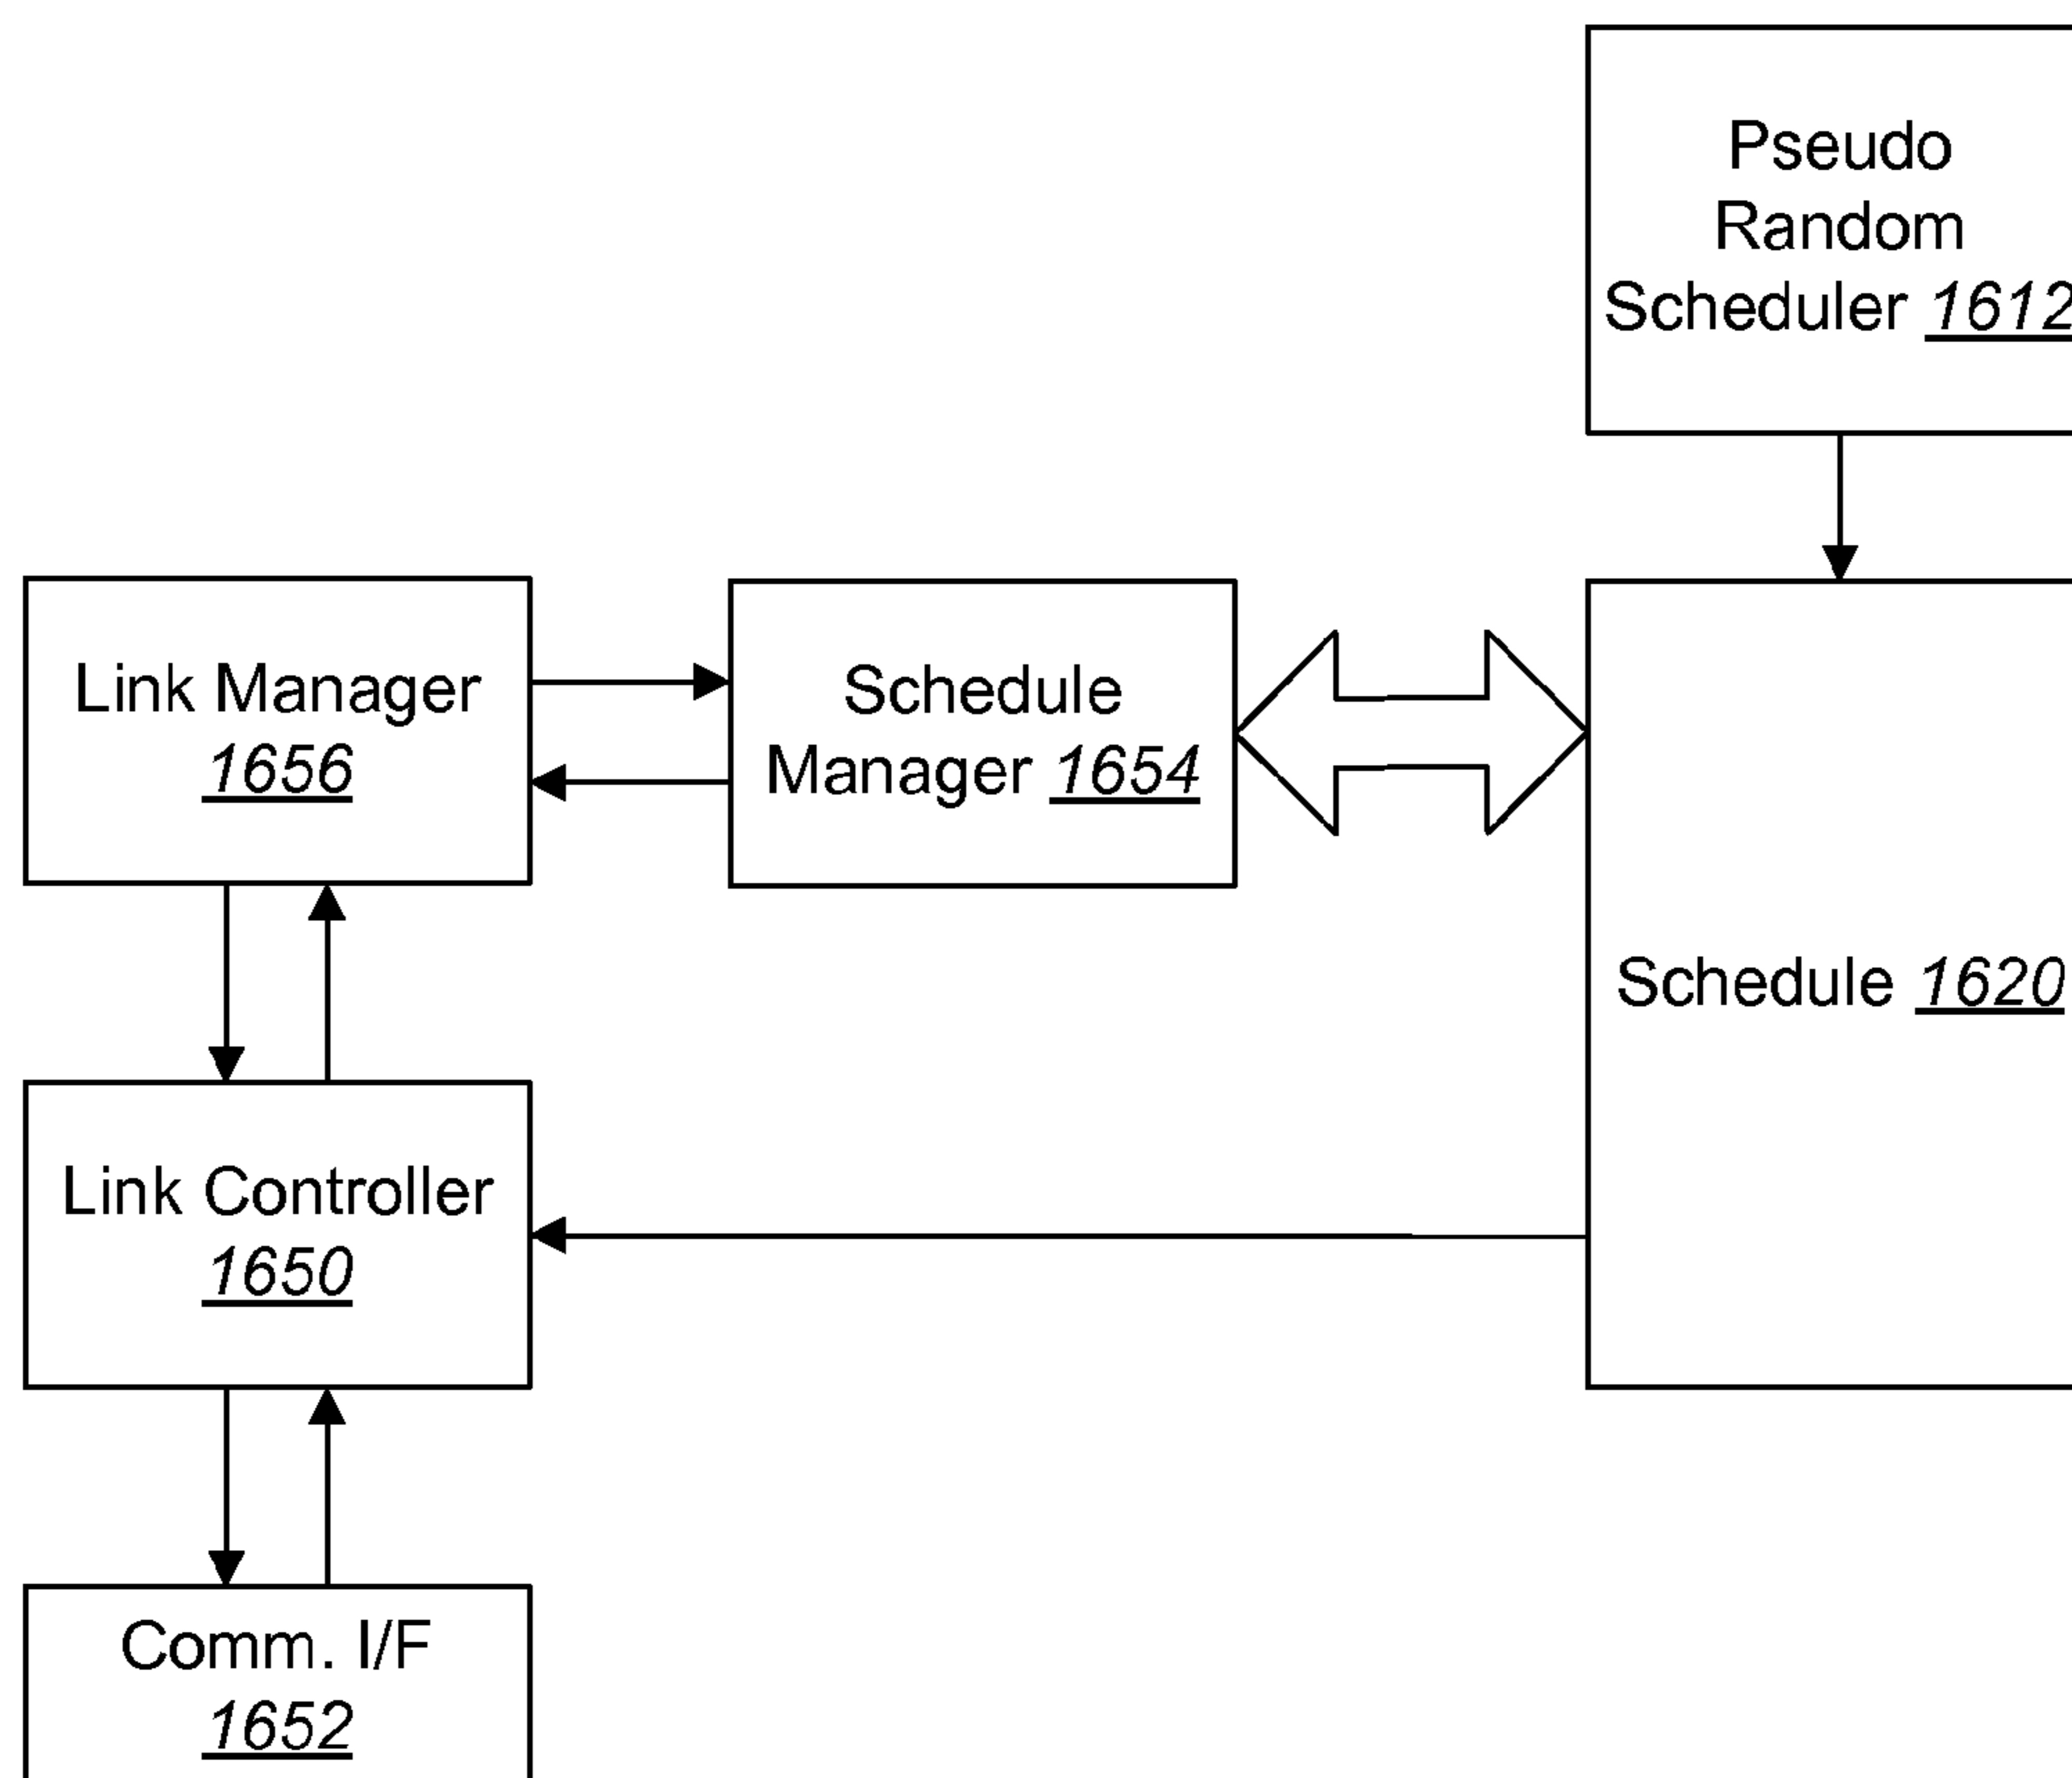 Pseudo
Random
Scheduler 1612
Link Manager
1656
Schedule
Manager 1654
Schedule 1620
Link Controller
1650
Comm. I/F
1652